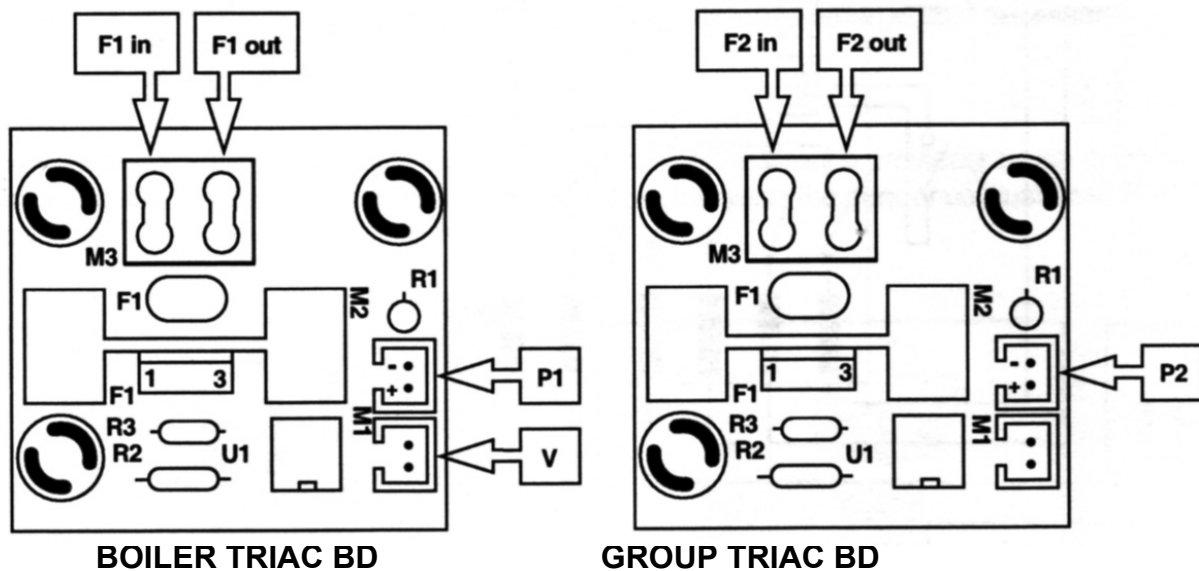 F1 in
F1 out
M3
F1
R1
M2
-
+
1 3
F1
P1
M1
R3
R2
U1
V
BOILER TRIAC BD
F2 in
F2 out
M3
F1
R1
M2
-
+
1 3
F1
P2
M1
R3
R2
U1
GROUP TRIAC BD